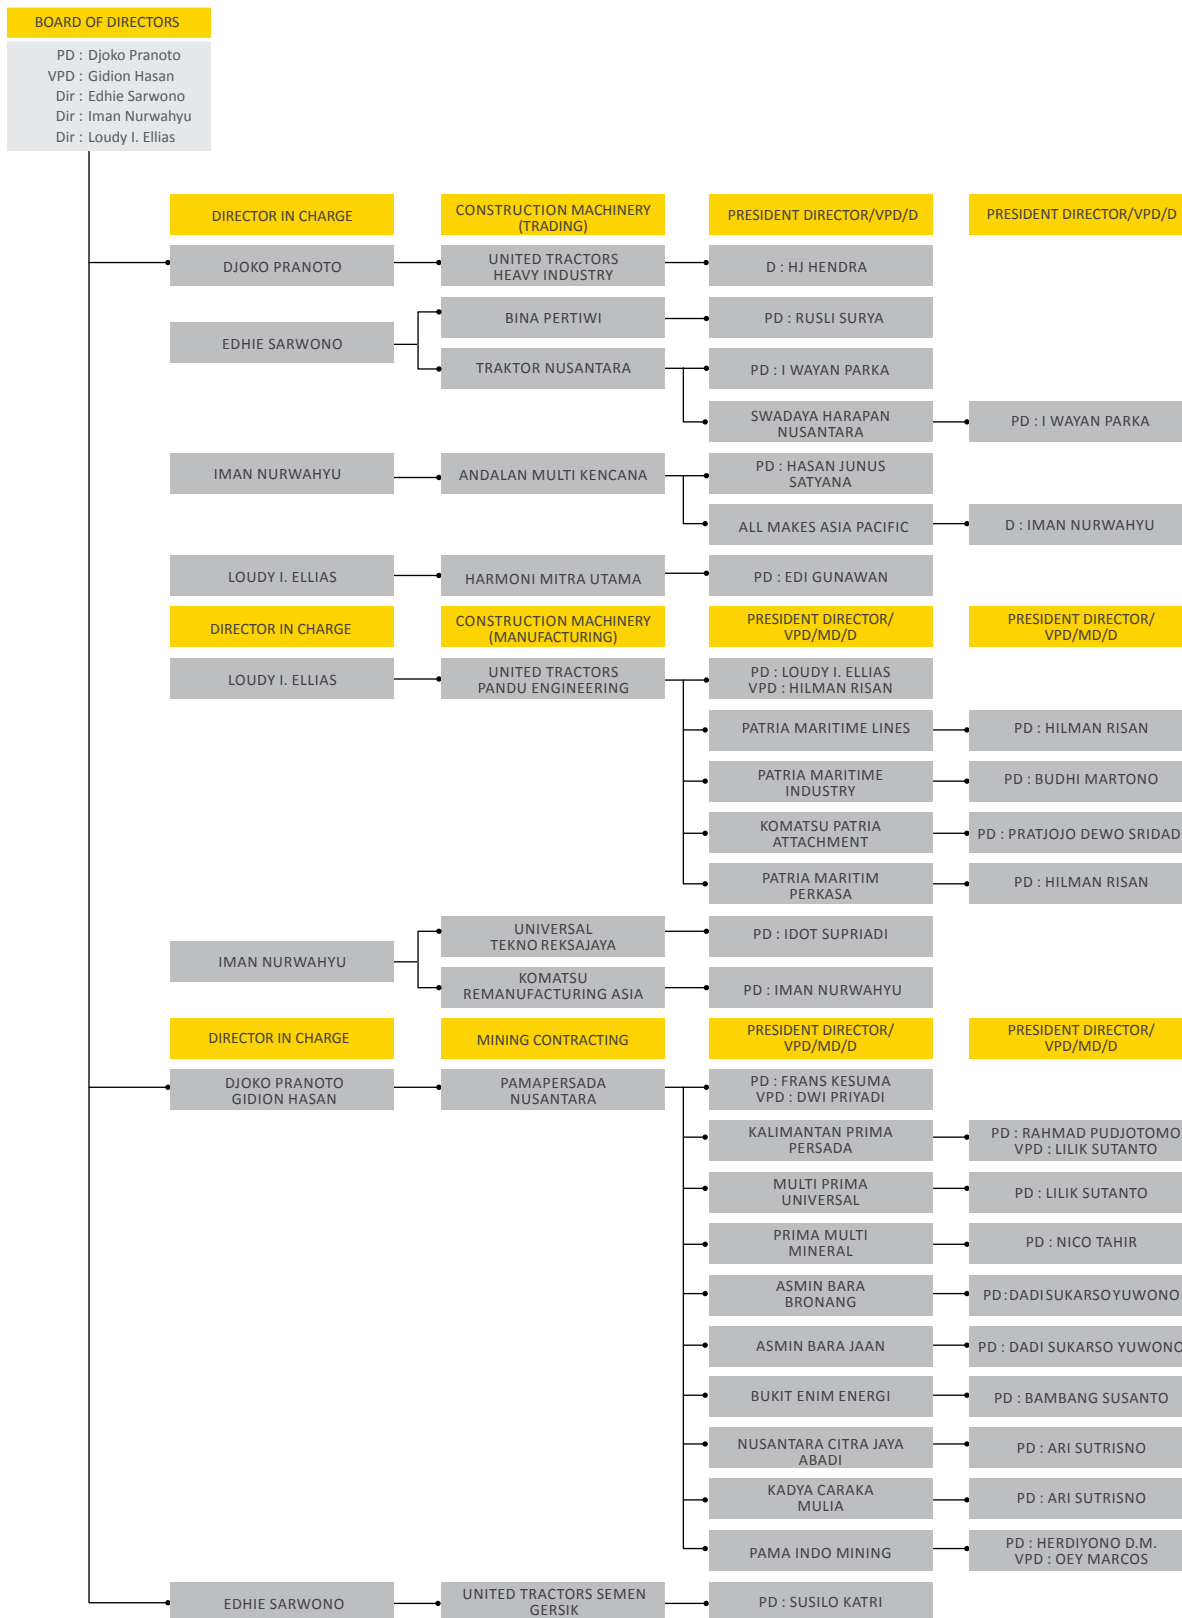 BOARD OF DIRECTORS
PD : Djoko Pranoto
VPD : Gidion Hasan
Dir : Edhie Sarwono
Dir : Iman Nurwahyu
Dir : Loudy I. Ellias
DIRECTOR IN CHARGE
CONSTRUCTION MACHINERY
(TRADING)
PRESIDENT DIRECTOR/VPD/D
PRESIDENT DIRECTOR/VPD/D
DJOKO PRANOTO
UNITED TRACTORS
HEAVY INDUSTRY
D : HJ HENDRA
EDHIE SARWONO
BINA PERTIWI
PD : RUSLI SURYA
TRAKTOR NUSANTARA
PD : I WAYAN PARKA
SWADAYA HARAPAN
NUSANTARA
PD : I WAYAN PARKA
IMAN NURWAHYU
ANDALAN MULTI KENCANA
PD : HASAN JUNUS
SATYANA
ALL MAKES ASIA PACIFIC
D : IMAN NURWAHYU
LOUDY I. ELLIAS
HARMONI MITRA UTAMA
PD : EDI GUNAWAN
DIRECTOR IN CHARGE
CONSTRUCTION MACHINERY
(MANUFACTURING)
PRESIDENT DIRECTOR/
VPD/MD/D
PRESIDENT DIRECTOR/
VPD/MD/D
LOUDY I. ELLIAS
UNITED TRACTORS
PANDU ENGINEERING
PD : LOUDY I. ELLIAS
VPD : HILMAN RISAN
PATRIA MARITIME LINES
PD : HILMAN RISAN
PATRIA MARITIME
INDUSTRY
PD : BUDHI MARTONO
KOMATSU PATRIA
ATTACHMENT
PD : PRATJOJO DEWO SRIDADI
PATRIA MARITIM
PERKASA
PD : HILMAN RISAN
IMAN NURWAHYU
UNIVERSAL
TEKNO REKSAJAYA
PD : IDOT SUPRIADI
KOMATSU
REMANUFACTURING ASIA
PD : IMAN NURWAHYU
DIRECTOR IN CHARGE
MINING CONTRACTING
PRESIDENT DIRECTOR/
VPD/MD/D
PRESIDENT DIRECTOR/
VPD/MD/D
DJOKO PRANOTO
GIDION HASAN
PAMAPERSADA
NUSANTARA
PD : FRANS KESUMA
VPD : DWI PRIYADI
KALIMANTAN PRIMA
PERSADA
PD : RAHMAD PUDJOTOMO
VPD : LILIK SUTANTO
MULTI PRIMA
UNIVERSAL
PD : LILIK SUTANTO
PRIMA MULTI
MINERAL
PD : NICO TAHIR
ASMIN BARA
BRONANG
PD : DADI SUKARSO YUWONO
ASMIN BARA JAAN
PD : DADI SUKARSO YUWONO
BUKIT ENIM ENERGI
PD : BAMBANG SUSANTO
NUSANTARA CITRA JAYA
ABADI
PD : ARI SUTRISNO
KADYA CARAKA
MULIA
PD : ARI SUTRISNO
PAMA INDO MINING
PD : HERDIYONO D.M.
VPD : OEY MARCOS
EDHIE SARWONO
UNITED TRACTORS SEMEN
GERSIK
PD : SUSILO KATRI